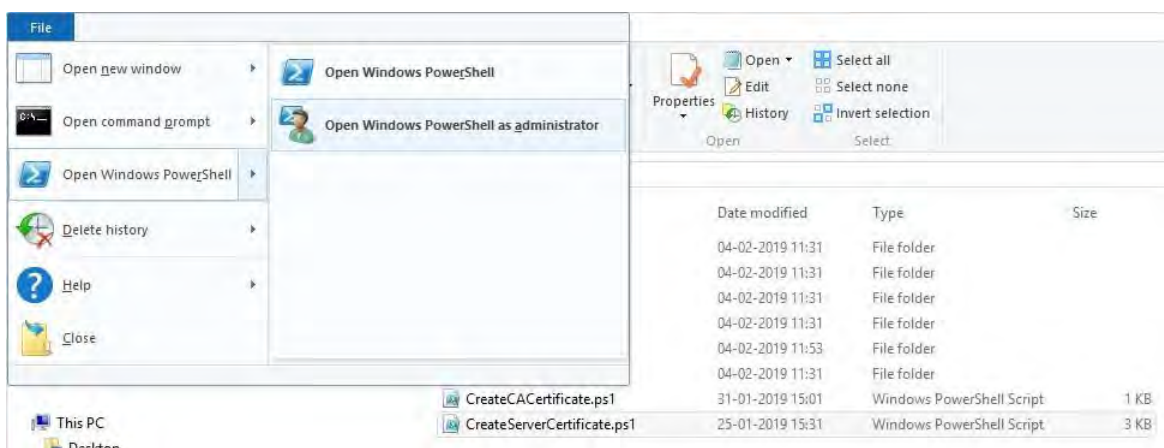 File
Open new window
Open command prompt
Open Windows PowerShell
Delete history
Help
Close
Open Windows PowerShell
Open Windows PowerShell as administrator
Properties
Open
Edit
History
Open
Select all
Select none
Invert selection
Select
Date modified Type Size
04-02-2019 11:31 File folder
04-02-2019 11:31 File folder
04-02-2019 11:31 File folder
04-02-2019 11:31 File folder
04-02-2019 11:53 File folder
04-02-2019 11:31 File folder
CreateCACertificate.ps1 31-01-2019 15:01 Windows PowerShell Script 1 KB
CreateServerCertificate.ps1 25-01-2019 15:31 Windows PowerShell Script 3 KB
This PC
Desktop